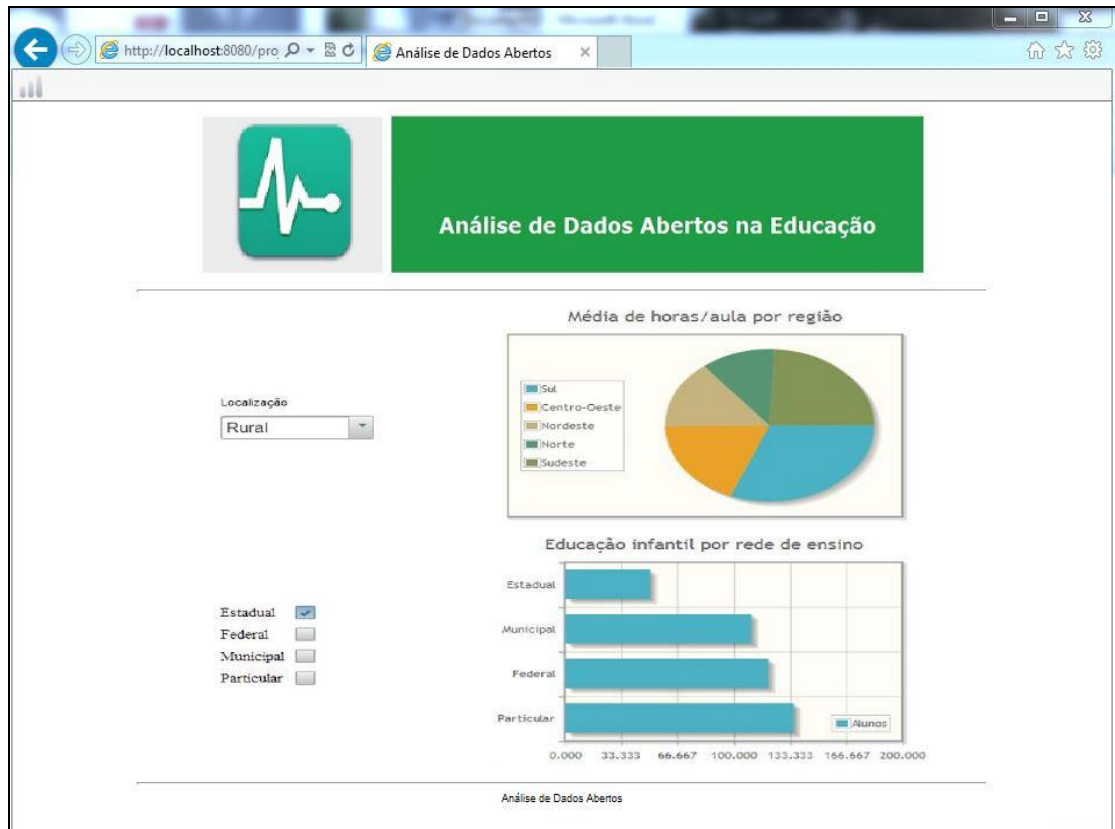 http://localhost:8080/pro
Análise de Dados Abertos
Análise de Dados Abertos na Educação
Localização
Rural
Média de horas/aula por região
Sul
Centro-Oeste
Nordeste
Norte
Sudeste
Estadual
Federal
Municipal
Particular
Educação infantil por rede de ensino
Estadual
Municipal
Federal
Particular
Alunos
0.000 33.333 66.667 100.000 133.333 166.667 200.000
Análise de Dados Abertos